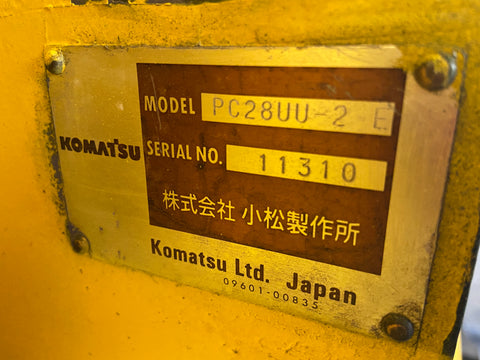 MODEL PC28UU-2 E
KOMATSU
SERIAL NO. 11310
株式会社 小松製作所
Komatsu Ltd. Japan
09601-00835